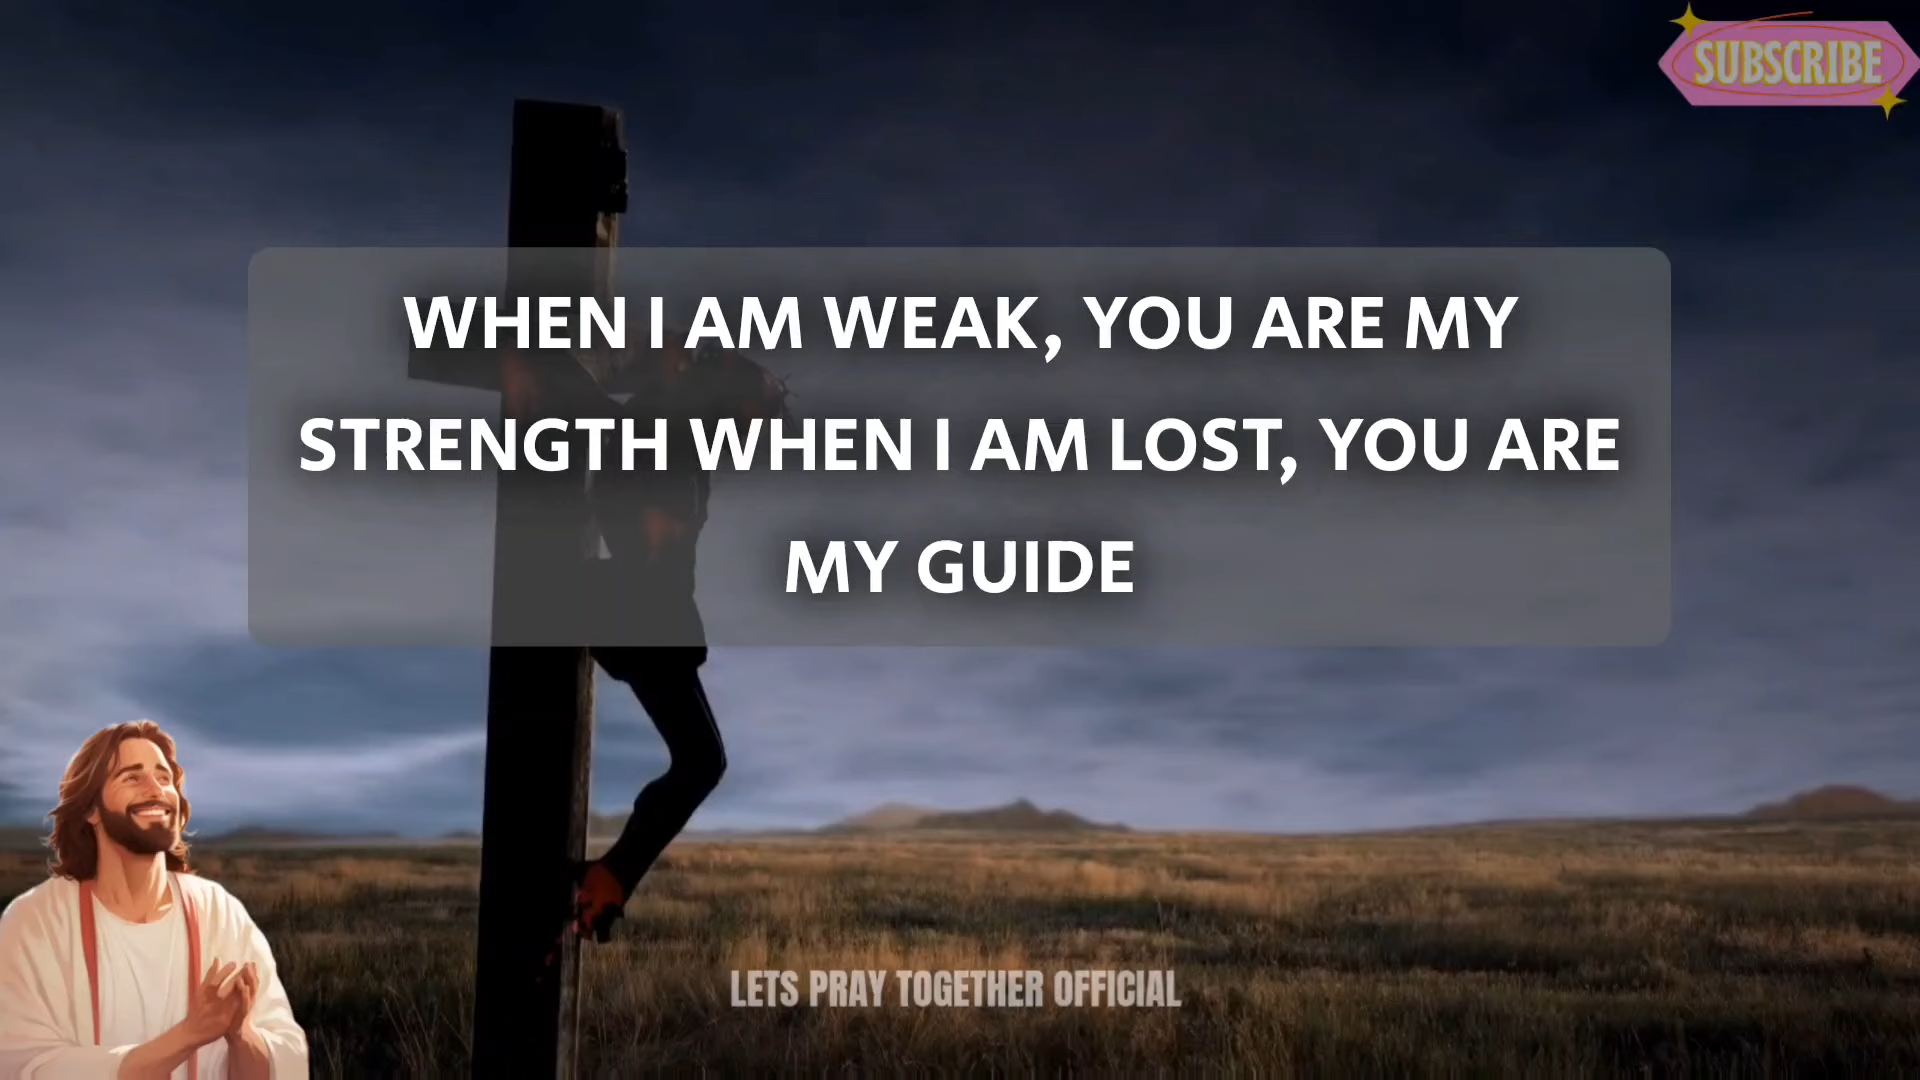 SUBSCRIBE
WHEN I AM WEAK, YOU ARE MY
STRENGTH WHEN I AM LOST, YOU ARE
MY GUIDE
LETS PRAY TOGETHER OFFICIAL